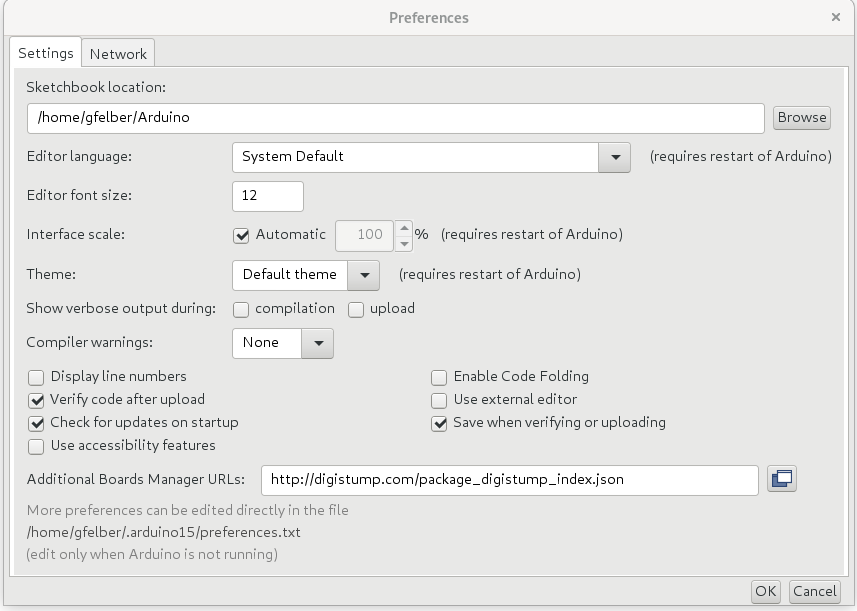 Preferences
Settings Network
Sketchbook location:
/home/gfelber/Arduino Browse
Editor language: System Default (requires restart of Arduino)
Editor font size: 12
Interface scale: Automatic 100 % (requires restart of Arduino)
Theme: Default theme (requires restart of Arduino)
Show verbose output during: compilation upload
Compiler warnings: None
Display line numbers Enable Code Folding
Verify code after upload Use external editor
Check for updates on startup Save when verifying or uploading
Use accessibility features
Additional Boards Manager URLs: http://digistump.com/package_digistump_index.json
More preferences can be edited directly in the file
/home/gfelber/.arduino15/preferences.txt
(edit only when Arduino is not running)
OK Cancel